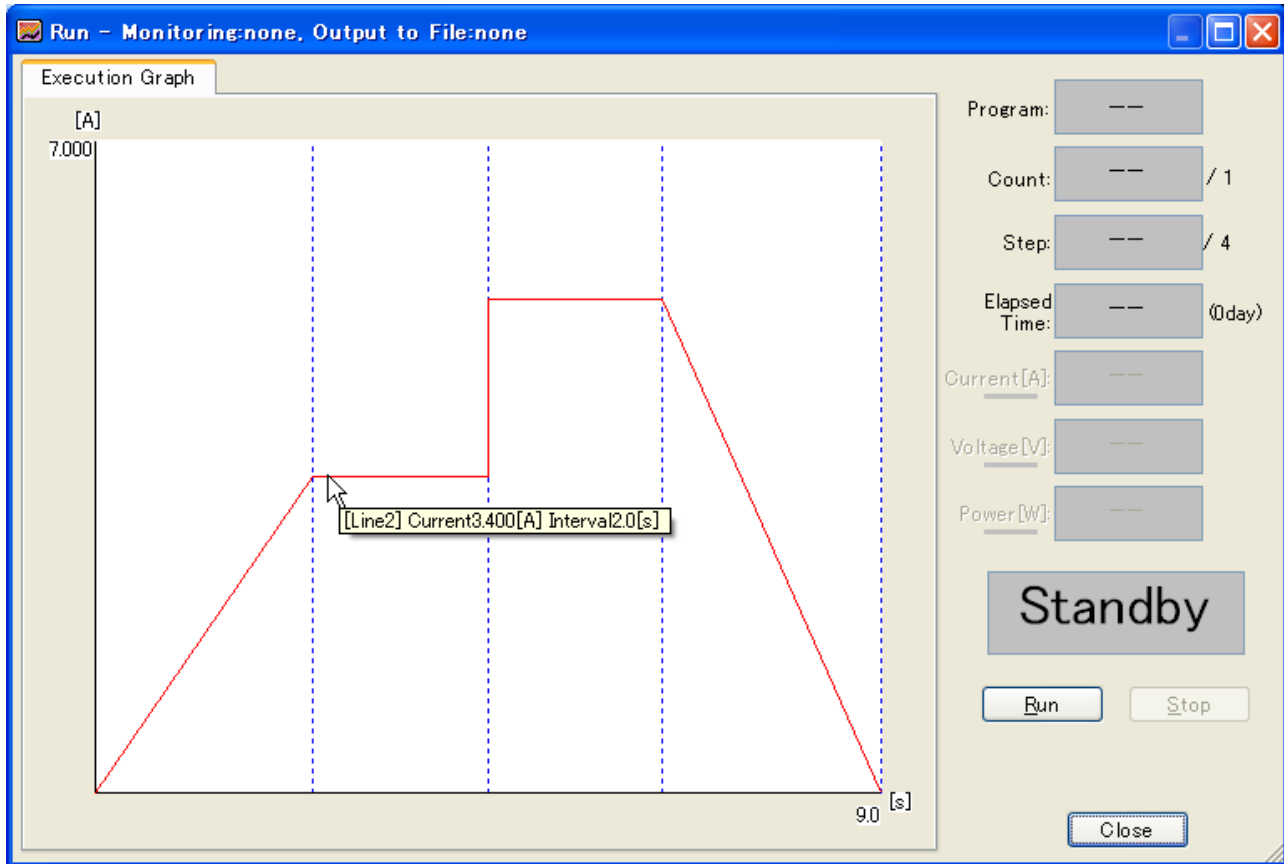 Run - Monitoring:none, Output to File:none
Execution Graph
[A]
7.000
[Line2] Current3.400[A] Interval2.0[s]
9.0
[s]
Program: --
Count: -- / 1
Step: -- / 4
Elapsed
Time: -- (0day)
Current[A]: --
Voltage[V]: --
Power[W]: --
Standby
Run
Stop
Close